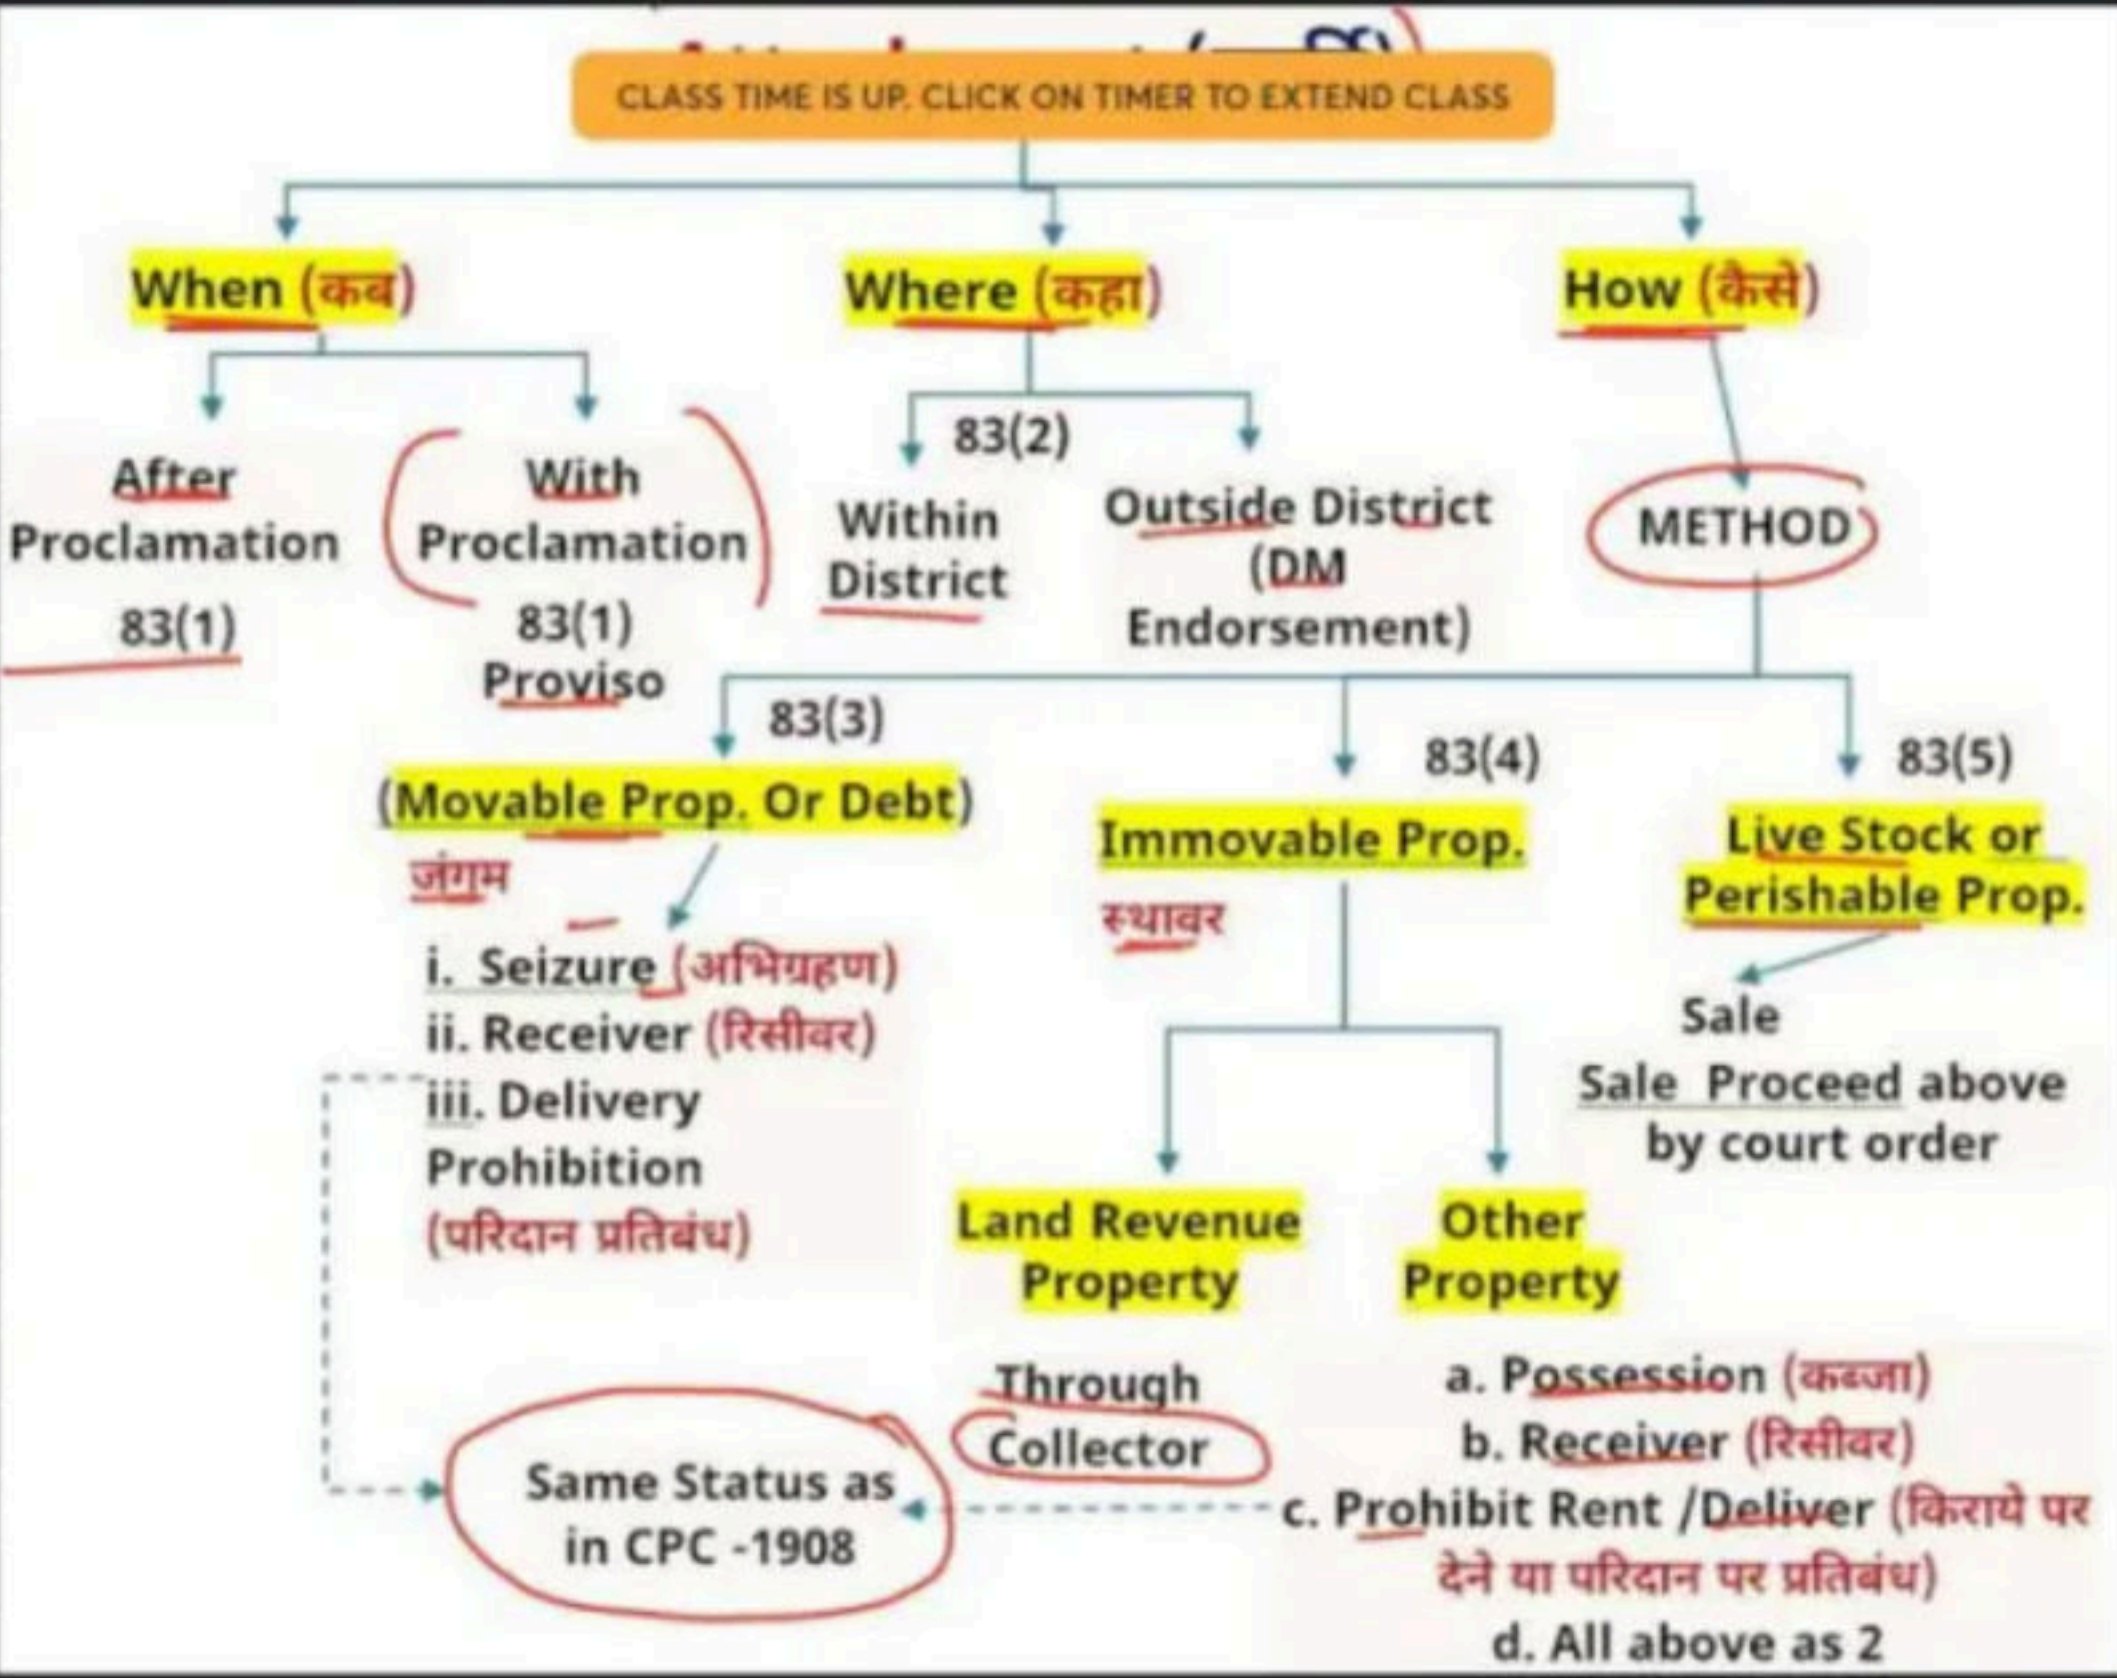 CLASS TIME IS UP. CLICK ON TIMER TO EXTEND CLASS
When (कब)
Where (कहा)
How (कैसे)
After
Proclamation
83(1)
With
Proclamation
83(1)
Proviso
83(2)
Within
District
Outside District
(DM
Endorsement)
METHOD
83(3)
(Movable Prop. Or Debt)
जंगम
i. Seizure (अभिग्रहण)
ii. Receiver (रिसीवर)
iii. Delivery
Prohibition
(परिदान प्रतिबंध)
83(4)
Immovable Prop.
स्थावर
83(5)
Live Stock or
Perishable Prop.
Sale
Sale Proceed above
by court order
Land Revenue
Property
Through
Collector
Other
Property
a. Possession (कब्जा)
b. Receiver (रिसीवर)
c. Prohibit Rent /Deliver (किराये पर
देने या परिदान पर प्रतिबंध)
d. All above as 2
Same Status as
in CPC -1908